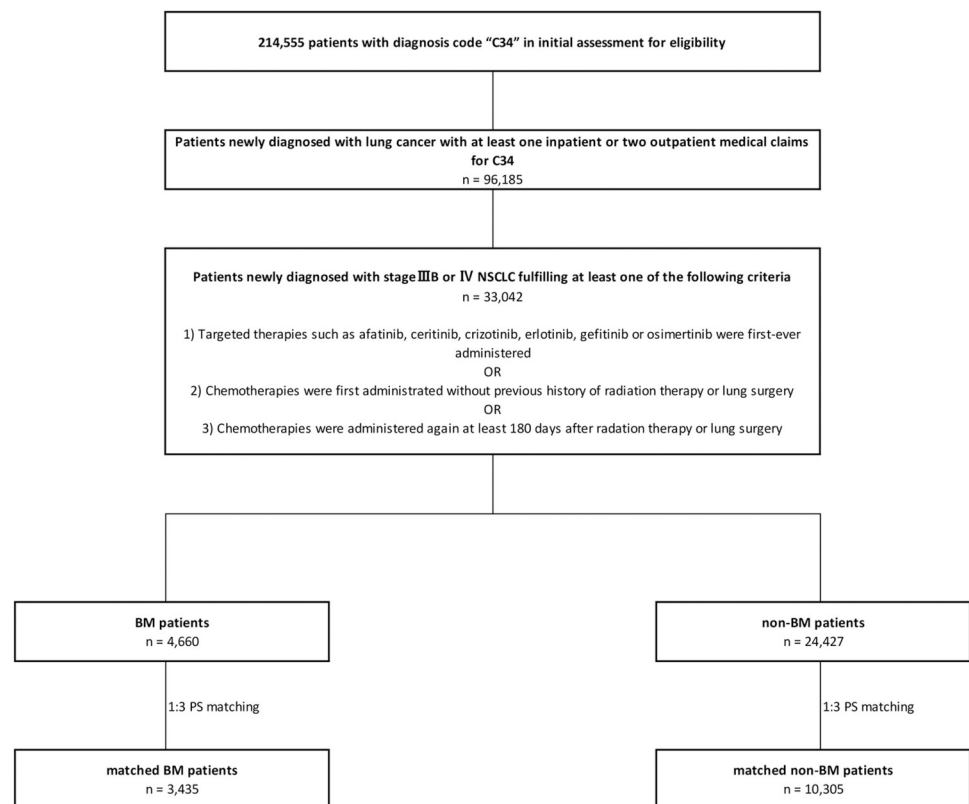 214,555 patients with diagnosis code “C34” in initial assessment for eligibility
Patients newly diagnosed with lung cancer with at least one inpatient or two outpatient medical claims
for C34
n = 96,185
Patients newly diagnosed with stageⅢB or Ⅳ NSCLC fulfilling at least one of the following criteria
n = 33,042
1) Targeted therapies such as afatinib, ceritinib, crizotinib, erlotinib, gefitinib or osimertinib were first-ever
administered
OR
2) Chemotherapies were first administrated without previous history of radiation therapy or lung surgery
OR
3) Chemotherapies were administered again at least 180 days after radation therapy or lung surgery
BM patients
n = 4,660
non-BM patients
n = 24,427
1:3 PS matching
1:3 PS matching
matched BM patients
n = 3,435
matched non-BM patients
n = 10,305